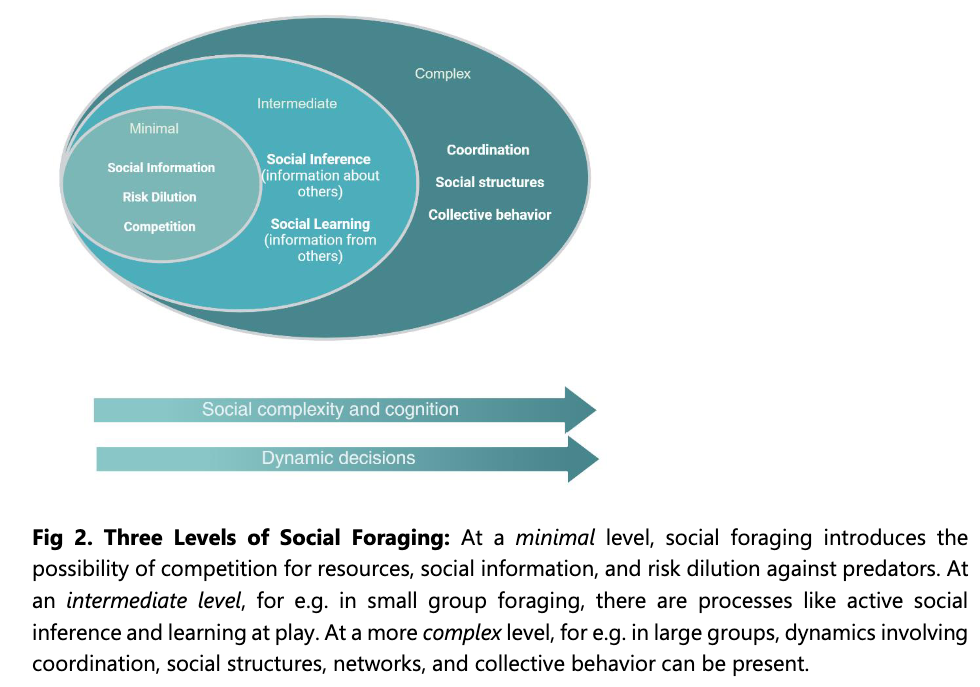 Complex
Intermediate
Minimal
Social Information
Risk Dilution
Competition
Social Inference
(information about
others)
Social Learning
(information from
others)
Coordination
Social structures
Collective behavior
Social complexity and cognition
Dynamic decisions
Fig 2. Three Levels of Social Foraging: At a minimal level, social foraging introduces the
possibility of competition for resources, social information, and risk dilution against predators. At
an intermediate level, for e.g. in small group foraging, there are processes like active social
inference and learning at play. At a more complex level, for e.g. in large groups, dynamics involving
coordination, social structures, networks, and collective behavior can be present.